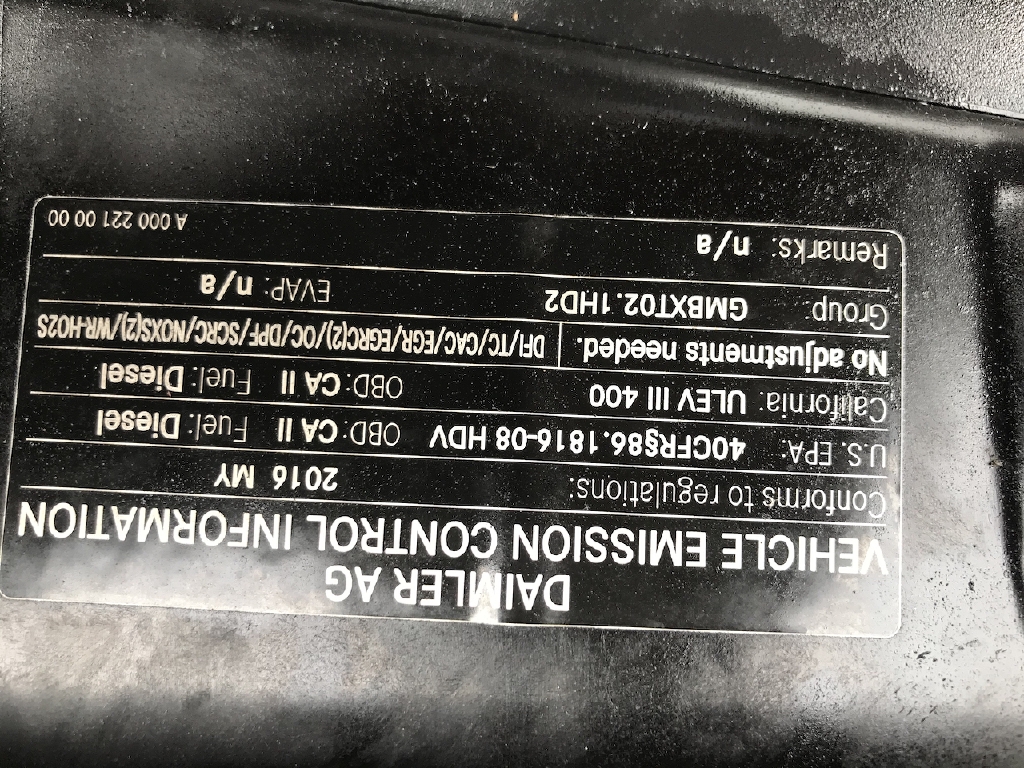 DAIMLER AG
VEHICLE EMISSION CONTROL INFORMATION
Conforms to regulations: 2016 MY
U.S. EPA: 40CFR§86.1816-08 HDV OBD: CA II Fuel: Diesel
California: ULEV III 400 OBD: CA II Fuel: Diesel
No adjustments needed. DFI/TC/CAC/EGR/EGRC(2)/OC/DPF/SCRC/NOXS(2)/WR-HO2S
Group: GMBXT02.1HD2 EVAP: n/a
Remarks: n/a
A 000 221 00 00